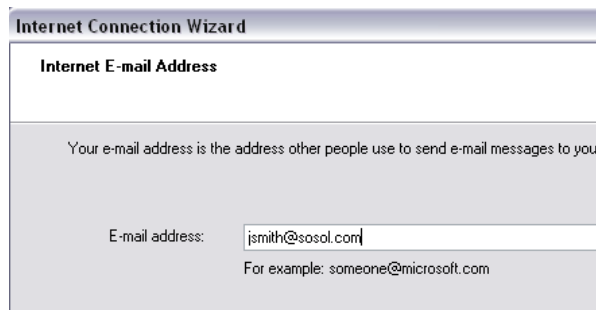 Internet Connection Wizard
Internet E-mail Address
Your e-mail address is the address other people use to send e-mail messages to you
E-mail address: jsmith@sosol.com
For example: someone@microsoft.com